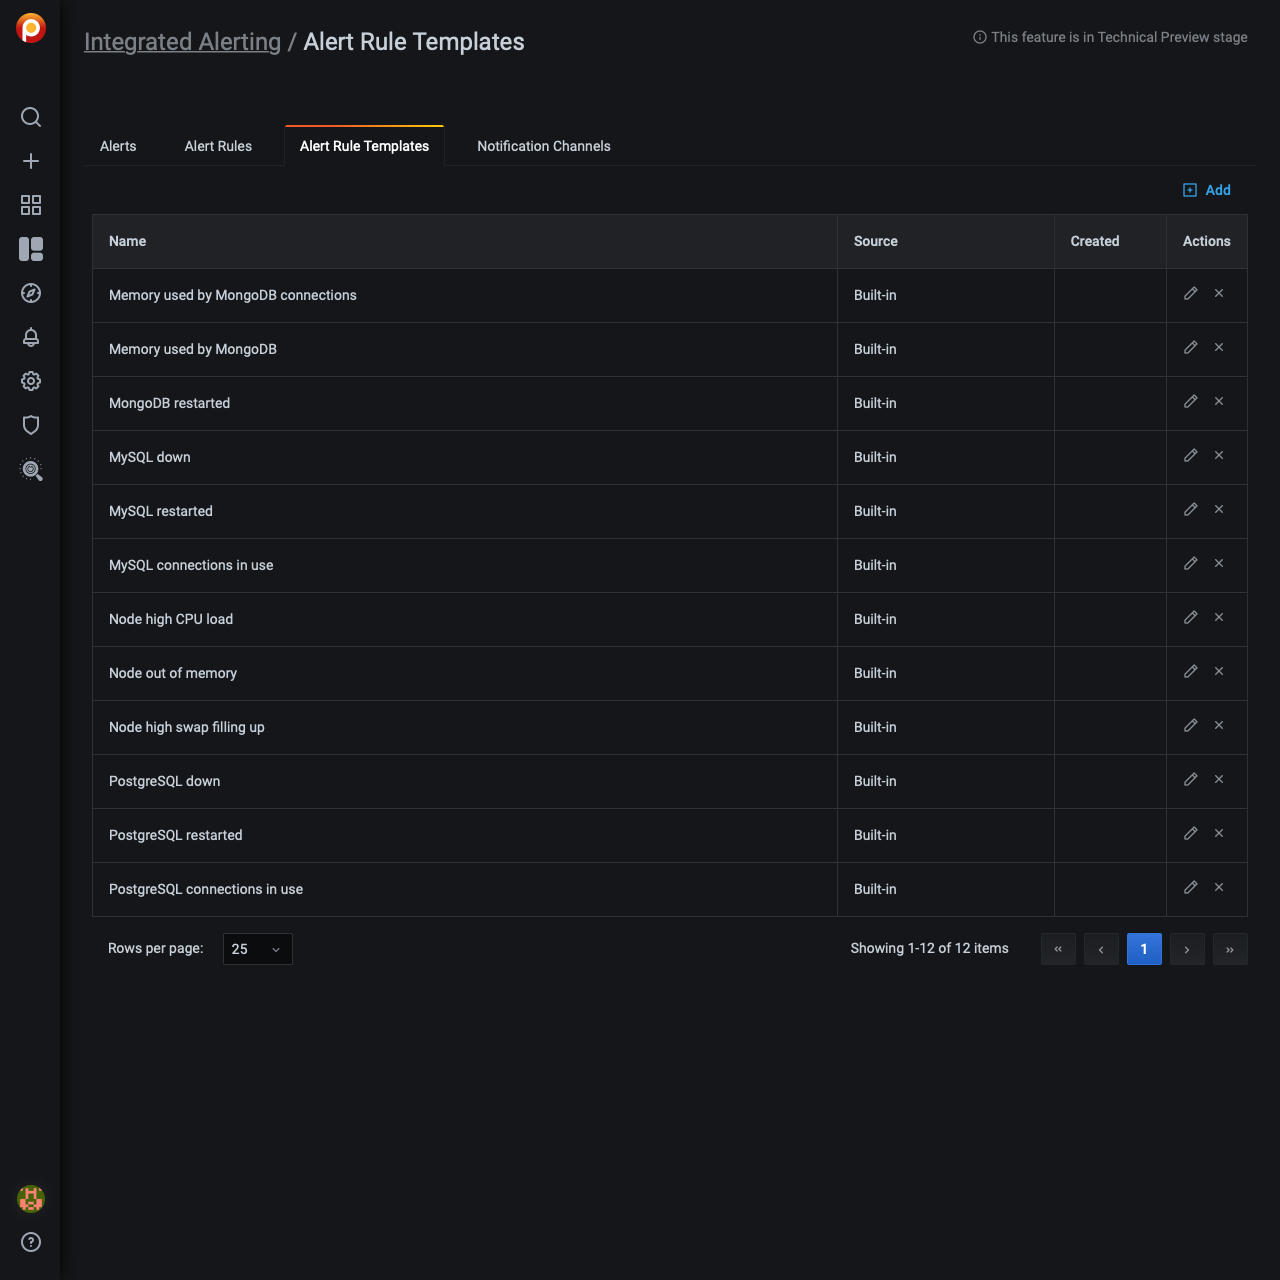 Integrated Alerting / Alert Rule Templates
This feature is in Technical Preview stage
Alerts Alert Rules Alert Rule Templates Notification Channels
Add
Name Source Created Actions
Memory used by MongoDB connections Built-in
Memory used by MongoDB Built-in
MongoDB restarted Built-in
MySQL down Built-in
MySQL restarted Built-in
MySQL connections in use Built-in
Node high CPU load Built-in
Node out of memory Built-in
Node high swap filling up Built-in
PostgreSQL down Built-in
PostgreSQL restarted Built-in
PostgreSQL connections in use Built-in
Rows per page: 25 Showing 1-12 of 12 items « ‹ 1 › »